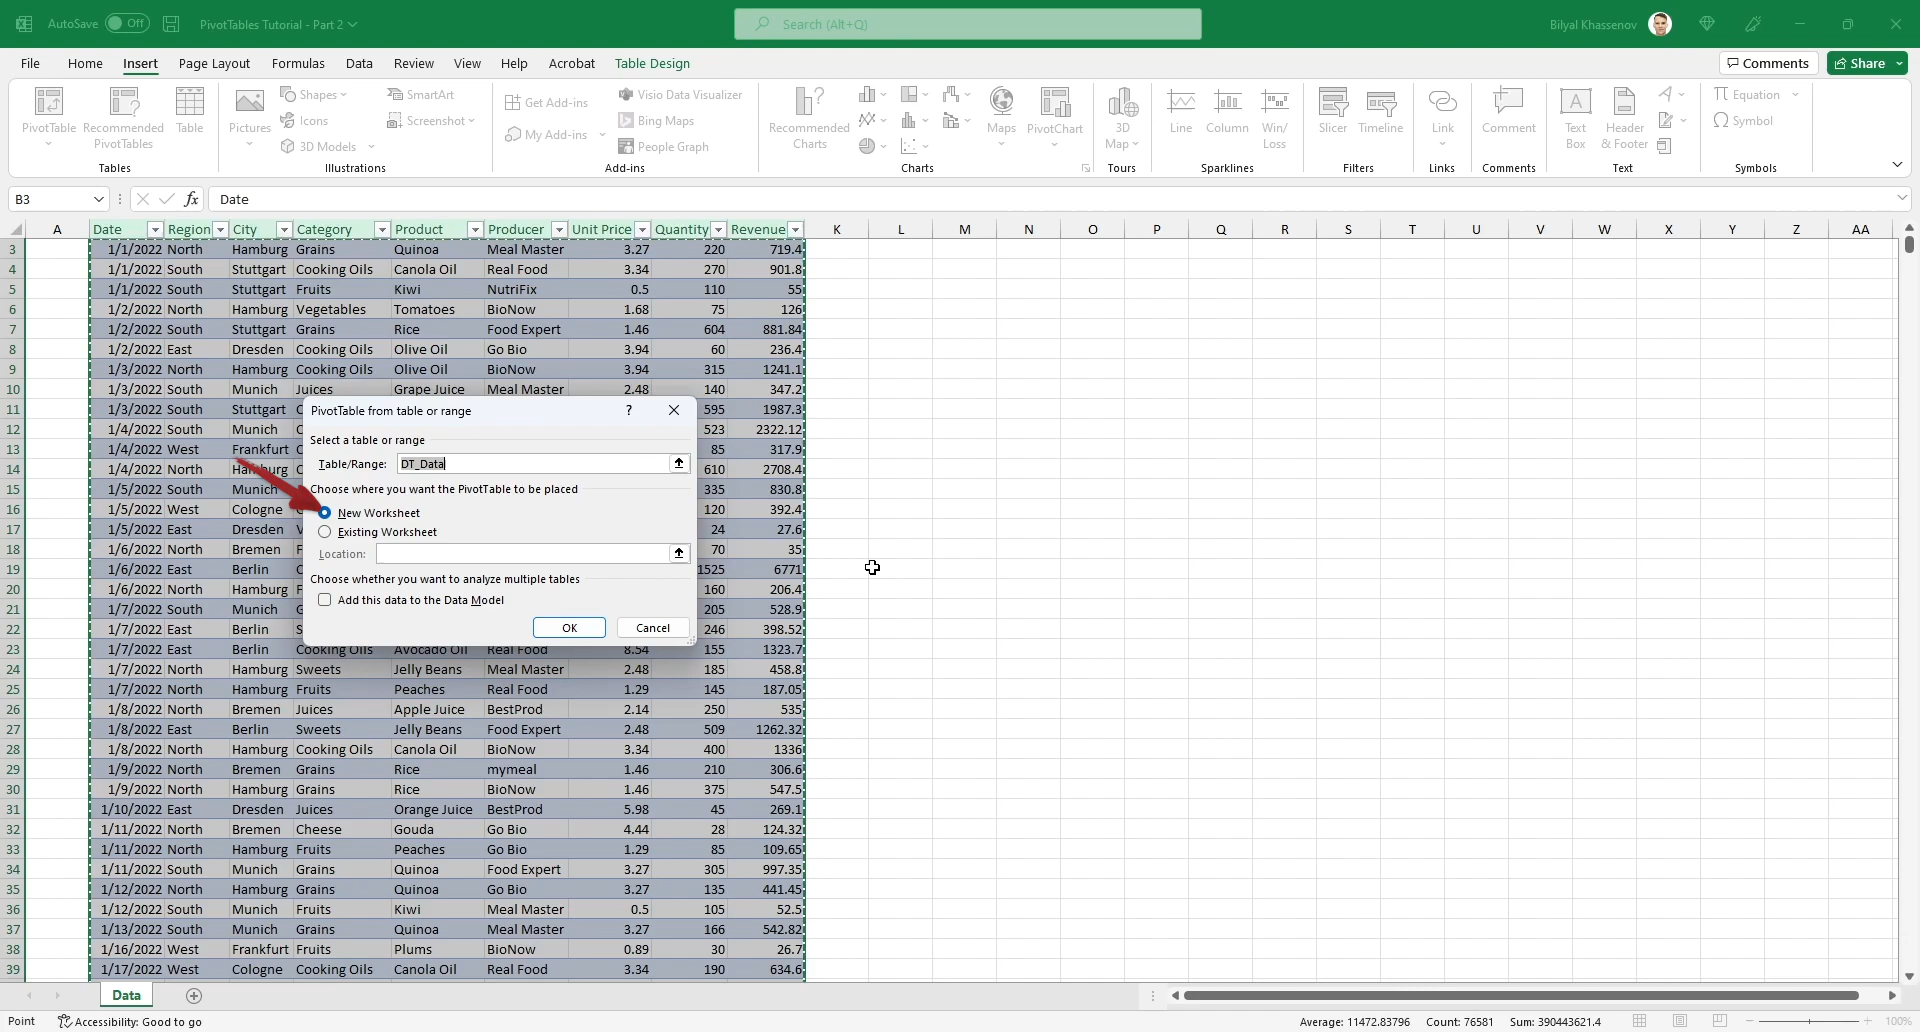 AutoSave Off PivotTables Tutorial - Part 2 Search (Alt+Q) Bilyal Khassenov
File Home Insert Page Layout Formulas Data Review View Help Acrobat Table Design Comments Share
PivotTable Recommended PivotTables Table Pictures Shapes Icons 3D Models SmartArt Screenshot Get Add-ins My Add-ins Visio Data Visualizer Bing Maps People Graph Recommended Charts Maps PivotChart 3D Map Line Column Win/Loss Slicer Timeline Link Comment Text Box Header & Footer Equation Symbol
Tables Illustrations Add-ins Charts Tours Sparklines Filters Links Comments Text Symbols
B3 fx Date
A Date Region City Category Product Producer Unit Price Quantity Revenue K L M N O P Q R S T U V W X Y Z AA
3 1/1/2022 North Hamburg Grains Quinoa Meal Master 3.27 220 719.4
4 1/1/2022 South Stuttgart Cooking Oils Canola Oil Real Food 3.34 270 901.8
5 1/1/2022 South Stuttgart Fruits Kiwi NutriFix 0.5 110 55
6 1/2/2022 North Hamburg Vegetables Tomatoes BioNow 1.68 75 126
7 1/2/2022 South Stuttgart Grains Rice Food Expert 1.46 604 881.84
8 1/2/2022 East Dresden Cooking Oils Olive Oil Go Bio 3.94 60 236.4
9 1/3/2022 North Hamburg Cooking Oils Olive Oil BioNow 3.94 315 1241.1
10 1/3/2022 South Munich Juices Grape Juice Meal Master 2.48 140 347.2
11 1/3/2022 South Stuttgart 595 1987.3
12 1/4/2022 South Munich 523 2322.12
13 1/4/2022 West Frankfurt 85 317.9
14 1/4/2022 North Hamburg 610 2708.4
15 1/5/2022 South Munich 335 830.8
16 1/5/2022 West Cologne 120 392.4
17 1/5/2022 East Dresden 24 27.6
18 1/6/2022 North Bremen 70 35
19 1/6/2022 East Berlin 1525 6771
20 1/6/2022 North Hamburg 160 206.4
21 1/7/2022 South Munich 205 528.9
22 1/7/2022 East Berlin 246 398.52
23 1/7/2022 East Berlin Cooking Oils Avocado Oil Real Food 8.54 155 1323.7
24 1/7/2022 North Hamburg Sweets Jelly Beans Meal Master 2.48 185 458.8
25 1/7/2022 North Hamburg Fruits Peaches Real Food 1.29 145 187.05
26 1/8/2022 North Bremen Juices Apple Juice BestProd 2.14 250 535
27 1/8/2022 East Berlin Sweets Jelly Beans Food Expert 2.48 509 1262.32
28 1/8/2022 North Hamburg Cooking Oils Canola Oil BioNow 3.34 400 1336
29 1/9/2022 North Bremen Grains Rice mymeal 1.46 210 306.6
30 1/9/2022 North Hamburg Grains Rice BioNow 1.46 375 547.5
31 1/10/2022 East Dresden Juices Orange Juice BestProd 5.98 45 269.1
32 1/11/2022 North Bremen Cheese Gouda Go Bio 4.44 28 124.32
33 1/11/2022 North Hamburg Fruits Peaches Go Bio 1.29 85 109.65
34 1/11/2022 South Munich Grains Quinoa Food Expert 3.27 305 997.35
35 1/12/2022 North Hamburg Grains Quinoa Go Bio 3.27 135 441.45
36 1/12/2022 South Munich Fruits Kiwi Meal Master 0.5 105 52.5
37 1/13/2022 South Munich Grains Quinoa Meal Master 3.27 166 542.82
38 1/16/2022 West Frankfurt Fruits Plums BioNow 0.89 30 26.7
39 1/17/2022 West Cologne Cooking Oils Canola Oil Real Food 3.34 190 634.6
PivotTable from table or range ?
Select a table or range
Table/Range: DT_Data
Choose where you want the PivotTable to be placed
New Worksheet
Existing Worksheet
Location:
Choose whether you want to analyze multiple tables
Add this data to the Data Model
OK Cancel
Data
Point Accessibility: Good to go Average: 11472.83796 Count: 76581 Sum: 390443621.4 100%